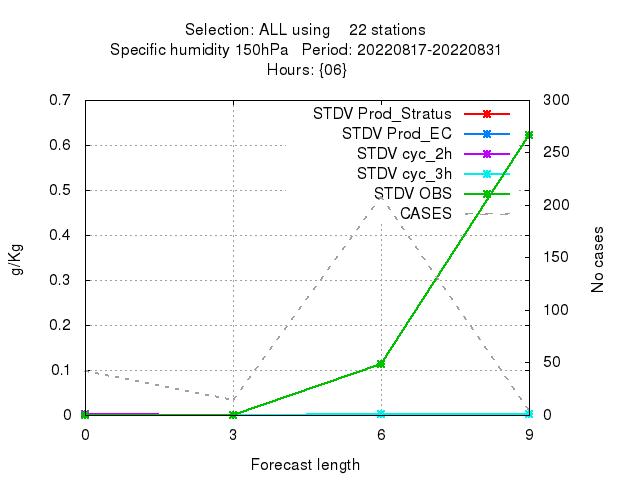 Selection: ALL using    22 stations
Specific humidity 150hPa   Period: 20220817-20220831
Hours: {06}
0.7
0.6
0.5
0.4
0.3
0.2
0.1
0
g/Kg
STDV Prod_Stratus
STDV Prod_EC
STDV cyc_2h
STDV cyc_3h
STDV OBS
CASES
300
250
200
150
100
50
0
No cases
0 3 6 9
Forecast length